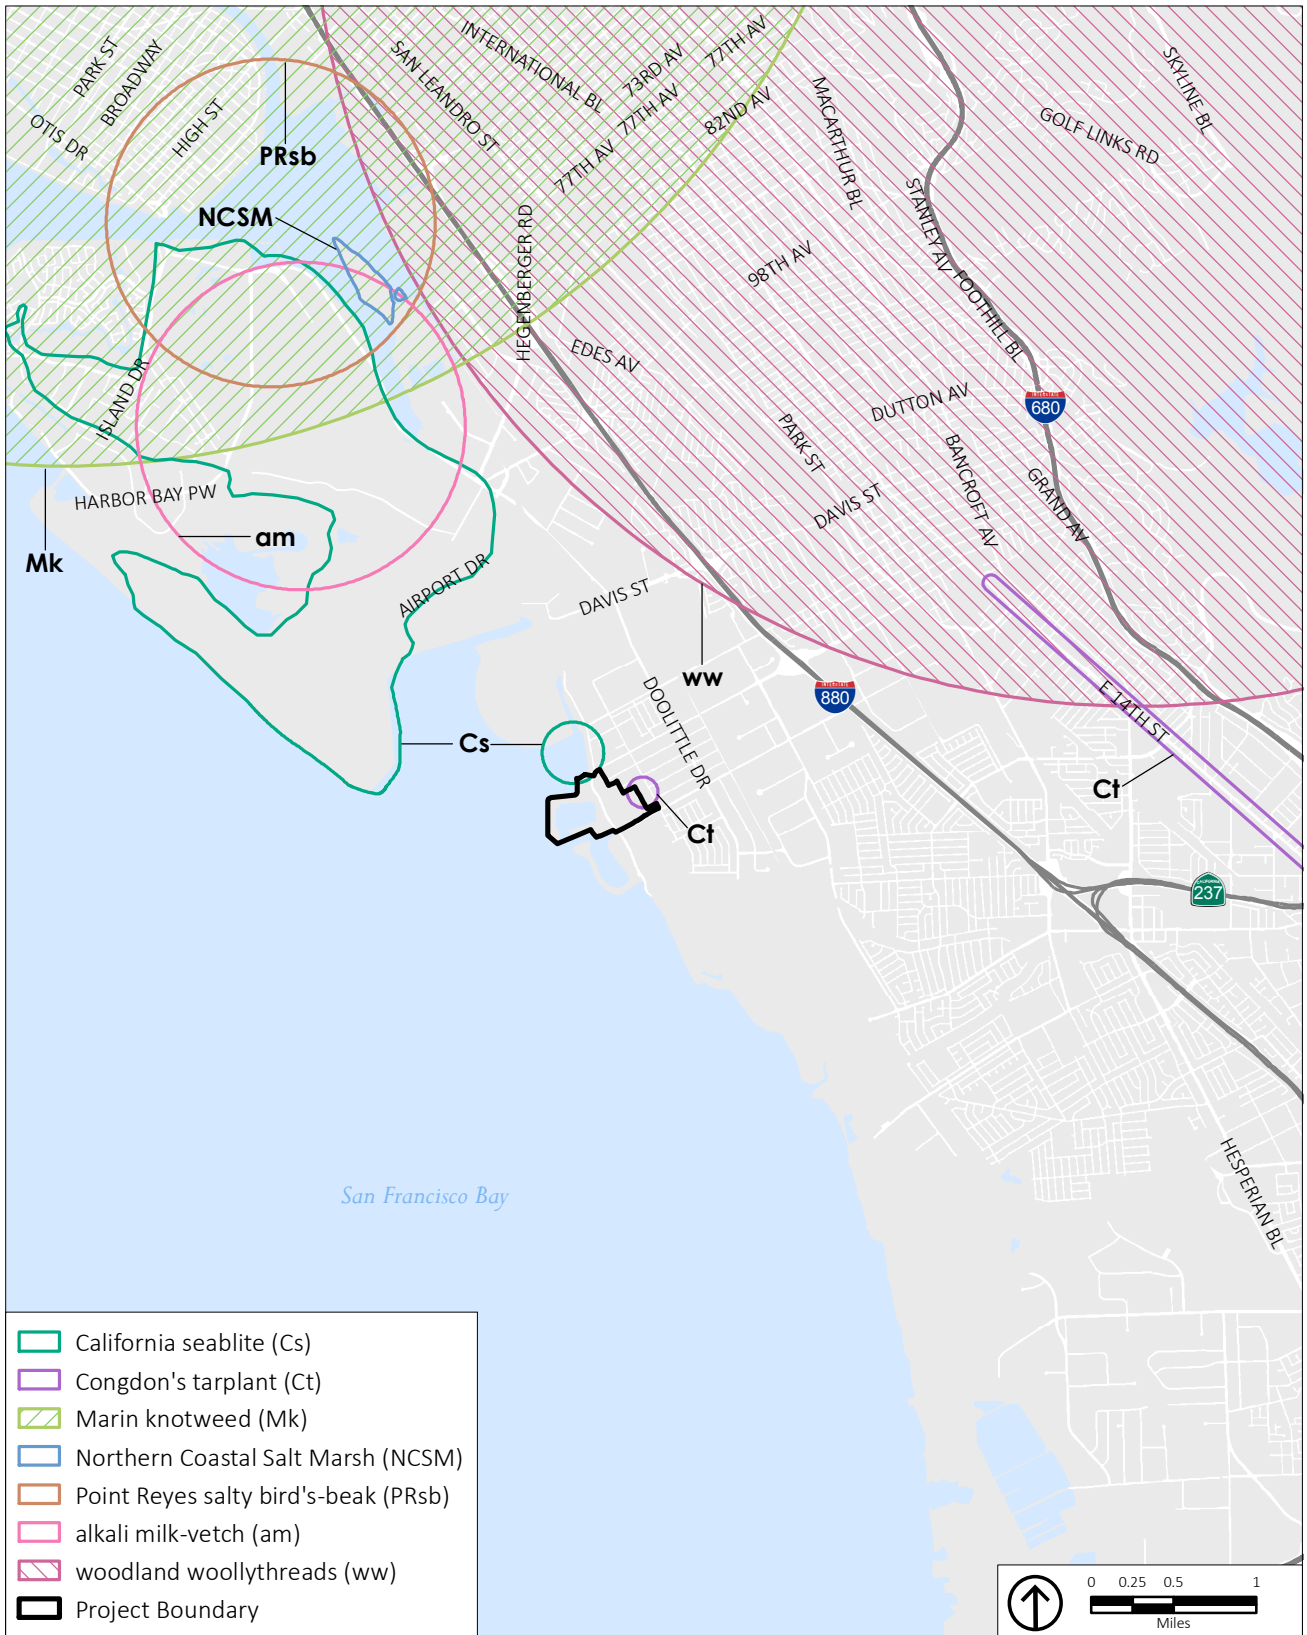 PARK ST
BROADWAY
OTIS DR
HIGH ST
PRsb
NCSM
SAN LEANDRO ST
INTERNATIONAL BL
73RD AV
77TH AV
77TH AV
77TH AV
82ND AV
MACARTHUR BL
SKYLINE BL
GOLF LINKS RD
STANLEY AV
98TH AV
HEGENBERGER RD
FOOTHILL BL
EDES AV
ISLAND DR
DUTTON AV
INTERSTATE
680
PARK ST
BANCROFT AV
GRAND AV
DAVIS ST
HARBOR BAY PW
am
Mk
AIRPORT DR
DAVIS ST
ww
INTERSTATE
880
DOOLITTLE DR
E 14TH ST
Cs
Ct
Ct
CALIFORNIA
237
HESPERIAN BL
San Francisco Bay
California seablite (Cs)
Congdon's tarplant (Ct)
Marin knotweed (Mk)
Northern Coastal Salt Marsh (NCSM)
Point Reyes salty bird's-beak (PRsb)
alkali milk-vetch (am)
woodland woollythreads (ww)
Project Boundary
0 0.25 0.5 1
Miles